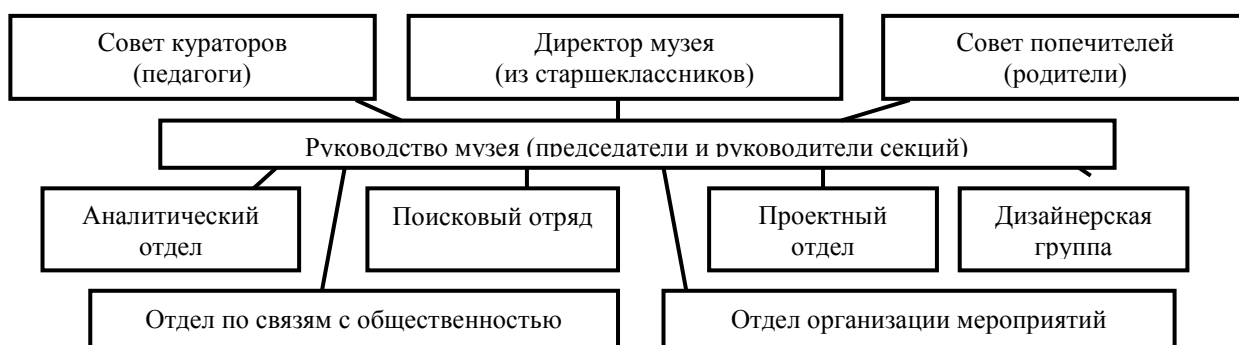 Совет кураторов
(педагоги)
Директор музея
(из старшеклассников)
Совет попечителей
(родители)
Руководство музея (председатели и руководители секций)
Аналитический
отдел
Поисковый отряд
Проектный
отдел
Дизайнерская
группа
Отдел по связям с общественностью
Отдел организации мероприятий